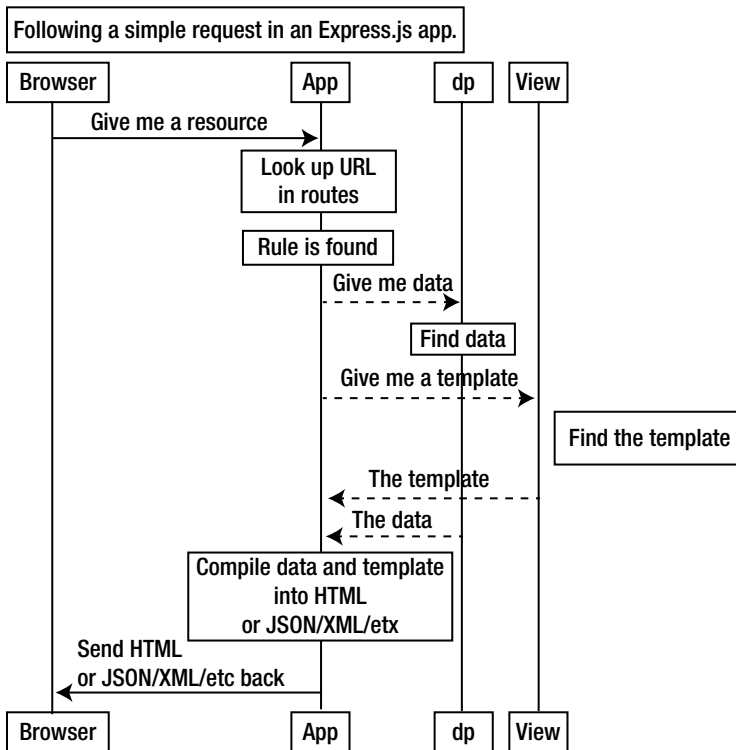 Following a simple request in an Express.js app.
Browser
App
dp
View
Give me a resource
Look up URL
in routes
Rule is found
Give me data
Find data
Give me a template
Find the template
The template
The data
Compile data and template
into HTML
or JSON/XML/etx
Send HTML
or JSON/XML/etc back
Browser
App
dp
View